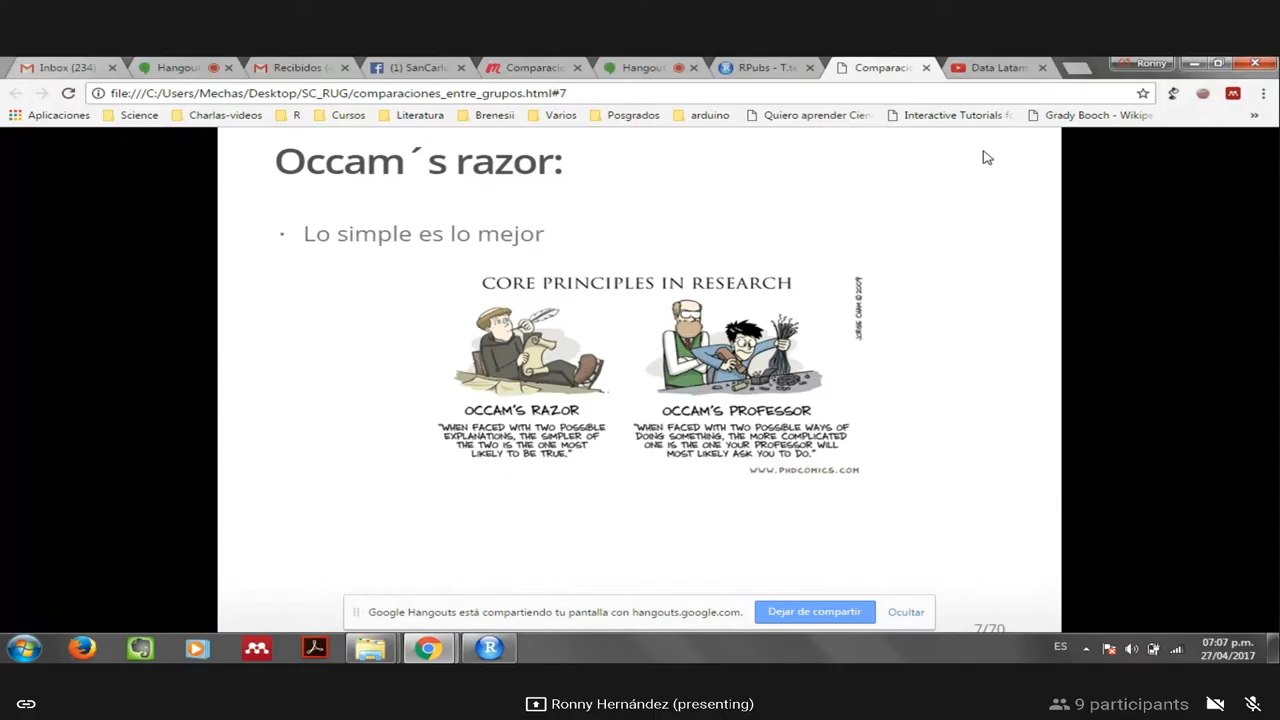 Inbox (234)
Hangout
Recibidos (
(1) SanCarl
Comparacio
Hangout
RPubs - T.te
Comparaci
Data Latam
Ronny
file:///C:/Users/Mechas/Desktop/SC_RUG/comparaciones_entre_grupos.html#7
Aplicaciones
Science
Charlas-videos
R
Cursos
Literatura
Brenesii
Varios
Posgrados
arduino
Quiero aprender Cien
Interactive Tutorials fo
Grady Booch - Wikipe
»
Occam´s razor:
· Lo simple es lo mejor
CORE PRINCIPLES IN RESEARCH
JORGE CHAM © 2009
OCCAM'S RAZOR
"WHEN FACED WITH TWO POSSIBLE
EXPLANATIONS, THE SIMPLER OF
THE TWO IS THE ONE MOST
LIKELY TO BE TRUE."
OCCAM'S PROFESSOR
"WHEN FACED WITH TWO POSSIBLE WAYS OF
DOING SOMETHING, THE MORE COMPLICATED
ONE IS THE ONE YOUR PROFESSOR WILL
MOST LIKELY ASK YOU TO DO."
WWW.PHDCOMICS.COM
Google Hangouts está compartiendo tu pantalla con hangouts.google.com.
Dejar de compartir
Ocultar
7/70
ES
07:07 p.m.
27/04/2017
Ronny Hernández (presenting)
9 participants